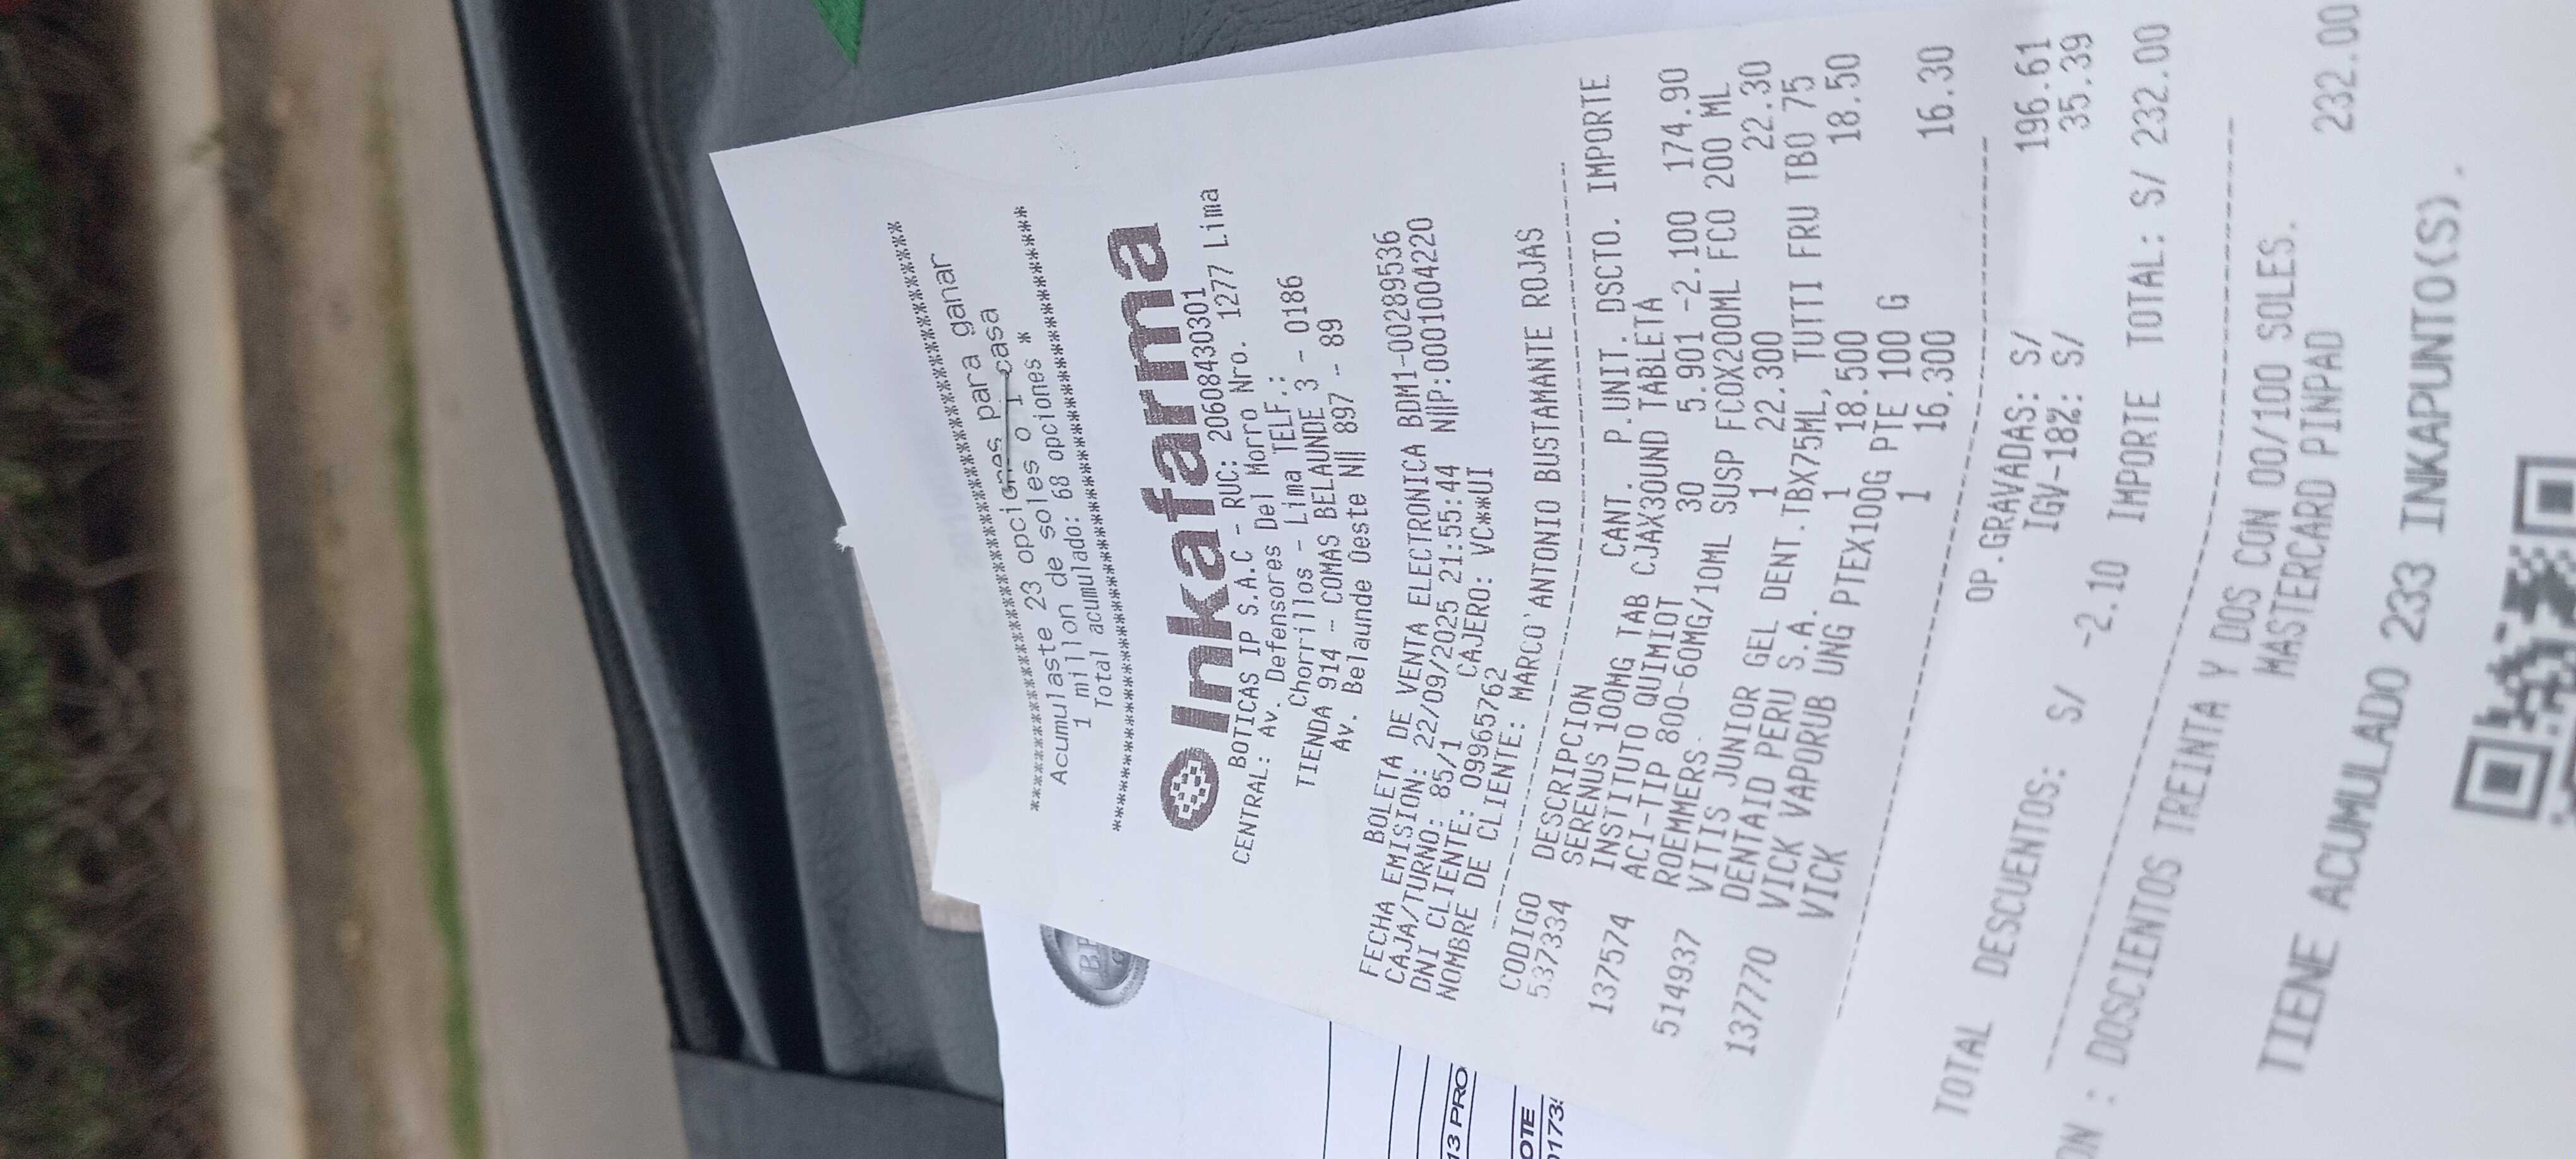 ****************************************
Acumulaste 23 opciones para ganar
1 millon de soles o 1 casa
Total acumulado: 68 opciones *
****************************************
Inkafarma
BOTICAS IP S.A.C - RUC: 20608430301
CENTRAL: Av. Defensores Del Morro Nro. 1277 Lima
Chorrillos - Lima TELF.:
TIENDA 914 - COMAS BELAUNDE 3 - 0186
Av. Belaunde Oeste N|| 897 - 89
BOLETA DE VENTA ELECTRONICA BDM1-00289536
FECHA EMISION: 22/09/2025 21:55:44 N||P:0001004220
CAJA/TURNO: 85/1 CAJERO: VC**UI
DNI CLIENTE: 09965762
NOMBRE DE CLIENTE: MARCO ANTONIO BUSTAMANTE ROJAS
CODIGO DESCRIPCION CANT. P.UNIT. DSCTO. IMPORTE
537334 SERENUS 100MG TAB CJAX30UND TABLETA
INSTITUTO QUIMIOT 30 5.901 -2.100 174.90
137574 ACI-TIP 800-60MG/10ML SUSP FCOX200ML FCO 200 ML
ROEMMERS 1 22.300 22.30
514937 VITIS JUNIOR GEL DENT.TBX75ML, TUTTI FRU TBO 75
DENTAID PERU S.A. 1 18.500 18.50
137770 VICK VAPORUB UNG PTEX100G PTE 100 G
VICK 1 16.300 16.30
OP.GRAVADAS: S/ 196.61
IGV-18%: S/ 35.39
TOTAL DESCUENTOS: S/ -2.10 IMPORTE TOTAL: S/ 232.00
ON : DOSCIENTOS TREINTA Y DOS CON 00/100 SOLES.
MASTERCARD PINPAD 232.00
TIENE ACUMULADO 233 INKAPUNTO(S).
13 PRO
OTE
0173